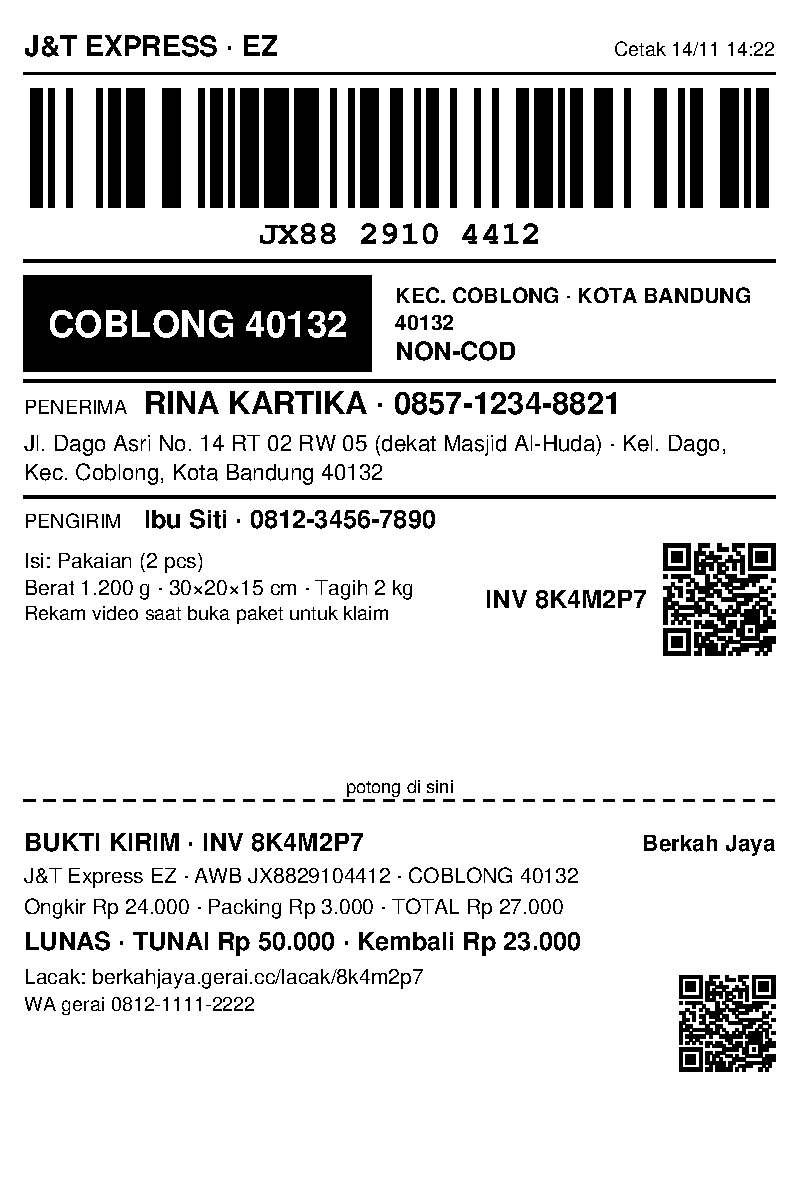 J&T EXPRESS · EZ
Cetak 14/11 14:22
JX88 2910 4412
COBLONG 40132
KEC. COBLONG · KOTA BANDUNG
40132
NON-COD
PENERIMA RINA KARTIKA · 0857-1234-8821
Jl. Dago Asri No. 14 RT 02 RW 05 (dekat Masjid Al-Huda) · Kel. Dago,
Kec. Coblong, Kota Bandung 40132
PENGIRIM Ibu Siti · 0812-3456-7890
Isi: Pakaian (2 pcs)
Berat 1.200 g · 30×20×15 cm · Tagih 2 kg
Rekam video saat buka paket untuk klaim
INV 8K4M2P7
potong di sini
BUKTI KIRIM · INV 8K4M2P7
Berkah Jaya
J&T Express EZ · AWB JX8829104412 · COBLONG 40132
Ongkir Rp 24.000 · Packing Rp 3.000 · TOTAL Rp 27.000
LUNAS · TUNAI Rp 50.000 · Kembali Rp 23.000
Lacak: berkahjaya.gerai.cc/lacak/8k4m2p7
WA gerai 0812-1111-2222